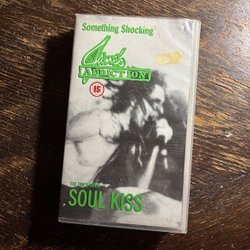 Something Shocking
Jane's
ADDICTION
15
SOUL KISS